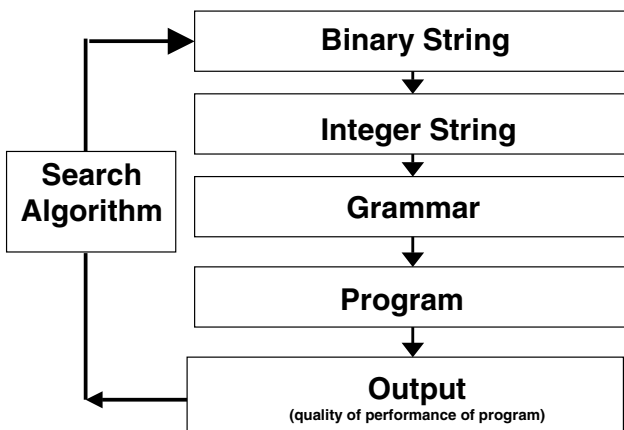 Binary String
Integer String
Search
Algorithm
Grammar
Program
Output
(quality of performance of program)